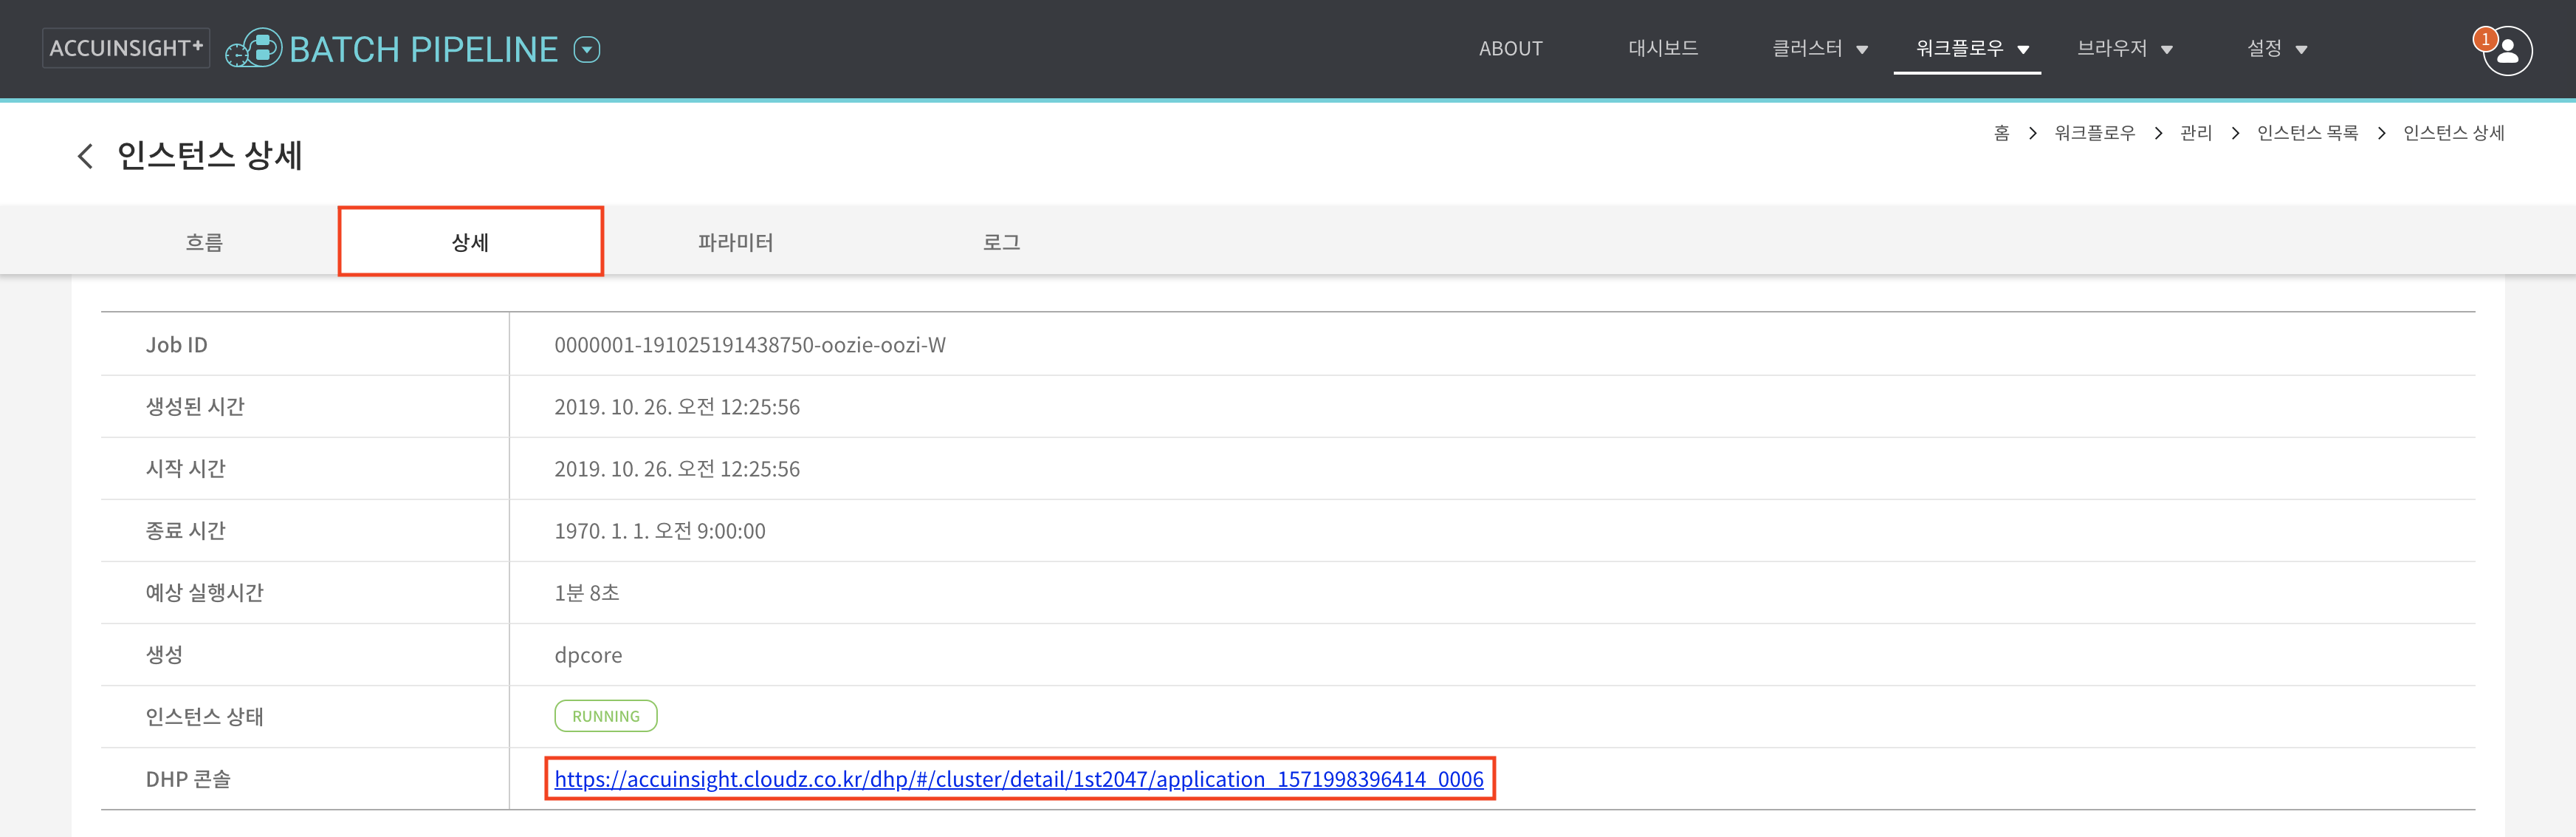 ACCUINSIGHT+ BATCH PIPELINE ABOUT 대시보드 클러스터 워크플로우 브라우저 설정 1
홈 > 워크플로우 > 관리 > 인스턴스 목록 > 인스턴스 상세
인스턴스 상세
흐름 상세 파라미터 로그
Job ID 0000001-191025191438750-oozie-oozi-W
생성된 시간 2019. 10. 26. 오전 12:25:56
시작 시간 2019. 10. 26. 오전 12:25:56
종료 시간 1970. 1. 1. 오전 9:00:00
예상 실행시간 1분 8초
생성 dpcore
인스턴스 상태 RUNNING
DHP 콘솔 https://accuinsight.cloudz.co.kr/dhp/#/cluster/detail/1st2047/application_1571998396414_0006